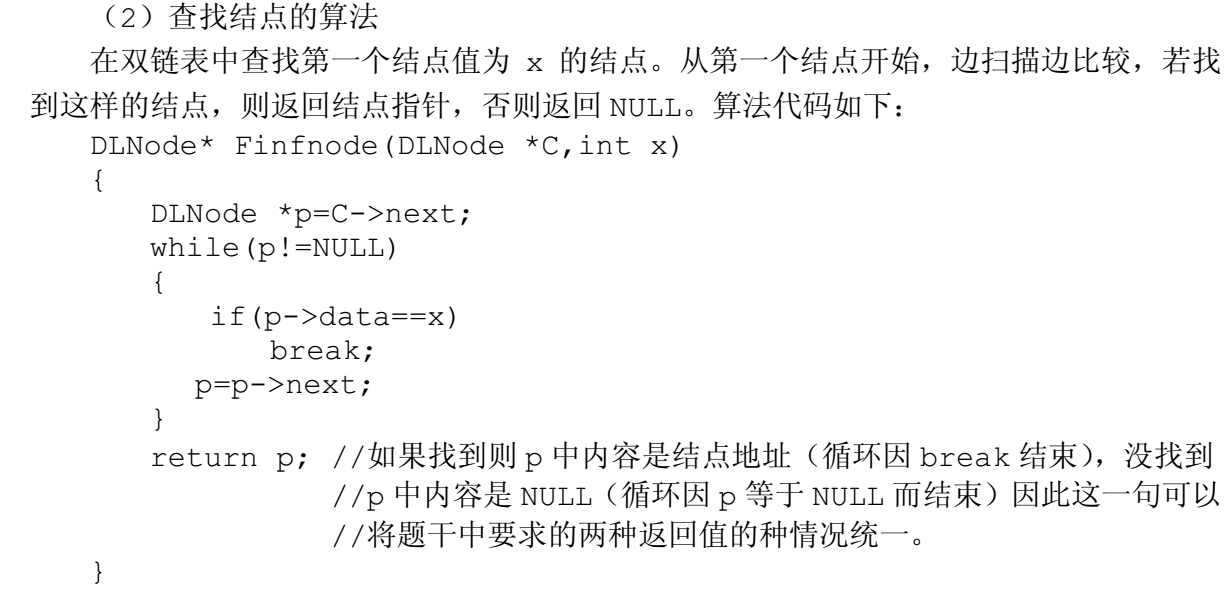 （2）查找结点的算法
在双链表中查找第一个结点值为 x 的结点。从第一个结点开始，边扫描边比较，若找
到这样的结点，则返回结点指针，否则返回 NULL。算法代码如下：
DLNode* Finfnode(DLNode *C,int x)
{
DLNode *p=C->next;
while(p!=NULL)
{
if(p->data==x)
break;
p=p->next;
}
return p; //如果找到则 p 中内容是结点地址（循环因 break 结束），没找到
//p 中内容是 NULL（循环因 p 等于 NULL 而结束）因此这一句可以
//将题干中要求的两种返回值的种情况统一。
}